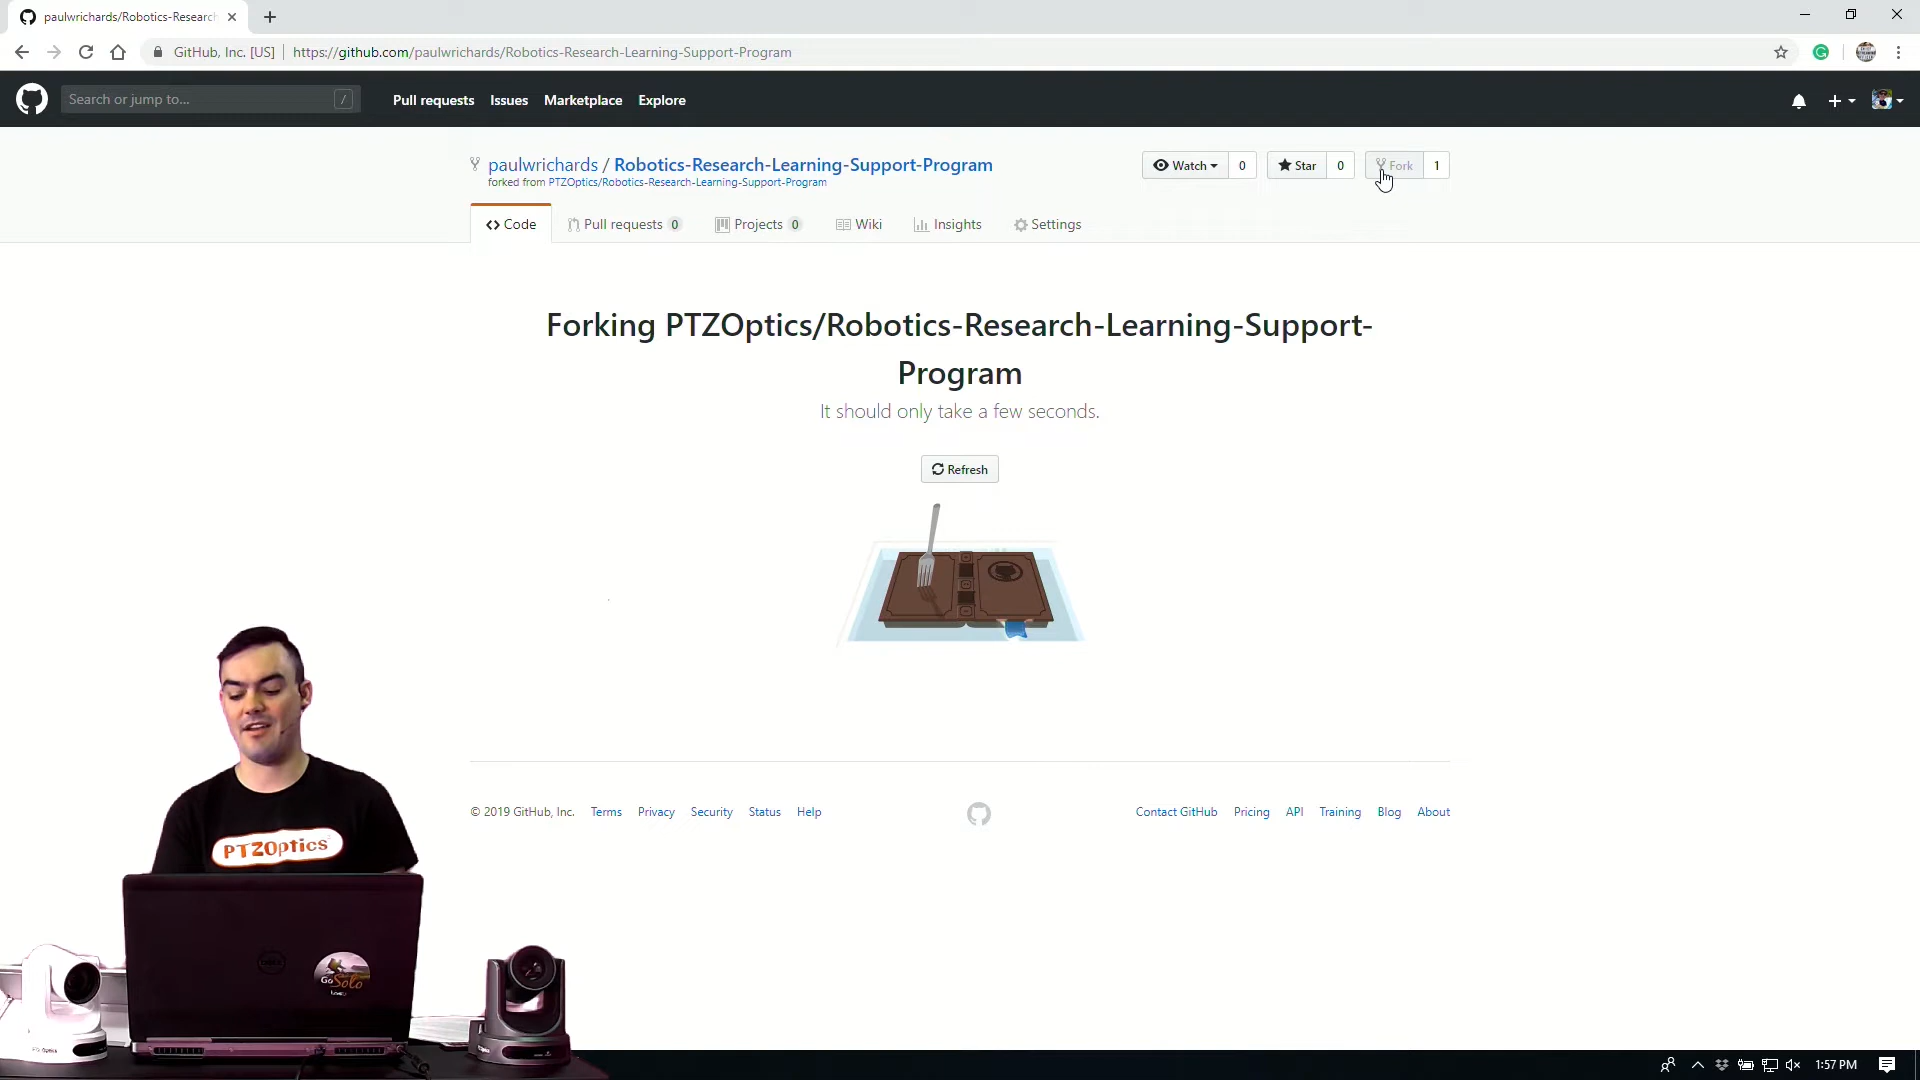 paulwrichards/Robotics-Research
GitHub, Inc. [US]
https://github.com/paulwrichards/Robotics-Research-Learning-Support-Program
Search or jump to...
/
Pull requests
Issues
Marketplace
Explore
paulwrichards / Robotics-Research-Learning-Support-Program
forked from PTZOptics/Robotics-Research-Learning-Support-Program
Watch
0
Star
0
Fork
1
Code
Pull requests 0
Projects 0
Wiki
Insights
Settings
Forking PTZOptics/Robotics-Research-Learning-Support-
Program
It should only take a few seconds.
Refresh
© 2019 GitHub, Inc.
Terms
Privacy
Security
Status
Help
Contact GitHub
Pricing
API
Training
Blog
About
PTZOptics
DELL
Go
Solo
1:57 PM